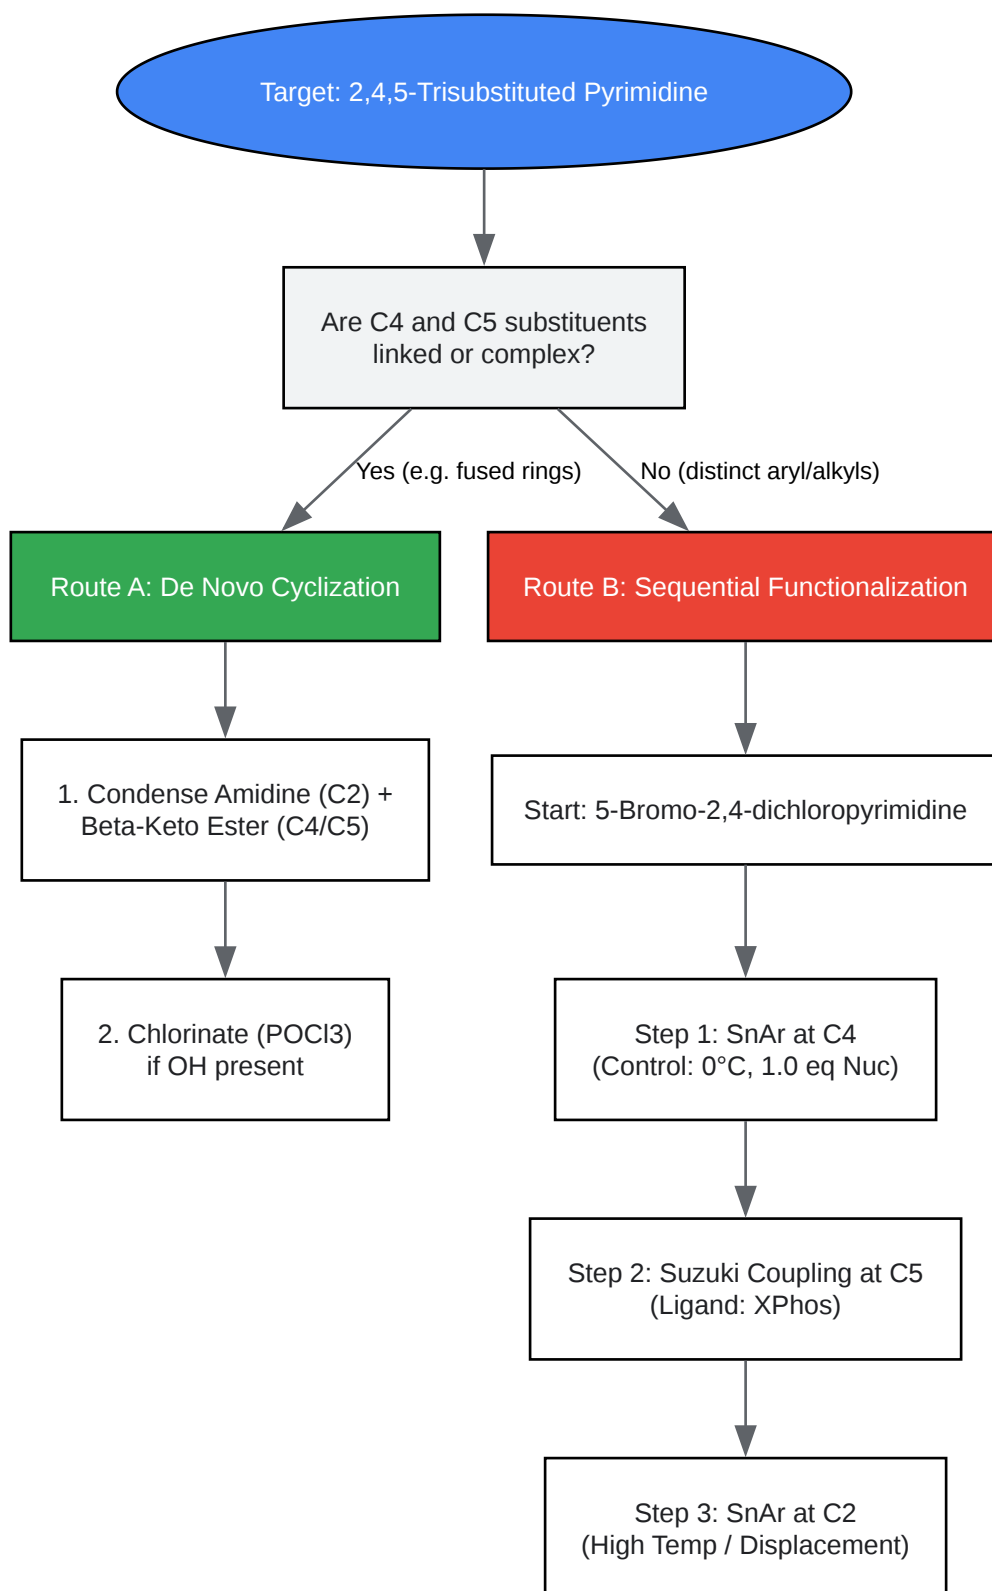 Target: 2,4,5-Trisubstituted Pyrimidine
Are C4 and C5 substituents
linked or complex?
Yes (e.g. fused rings)
No (distinct aryl/alkyls)
Route A: De Novo Cyclization
Route B: Sequential Functionalization
1. Condense Amidine (C2) +
Beta-Keto Ester (C4/C5)
Start: 5-Bromo-2,4-dichloropyrimidine
2. Chlorinate (POCl3)
if OH present
Step 1: SnAr at C4
(Control: 0°C, 1.0 eq Nuc)
Step 2: Suzuki Coupling at C5
(Ligand: XPhos)
Step 3: SnAr at C2
(High Temp / Displacement)